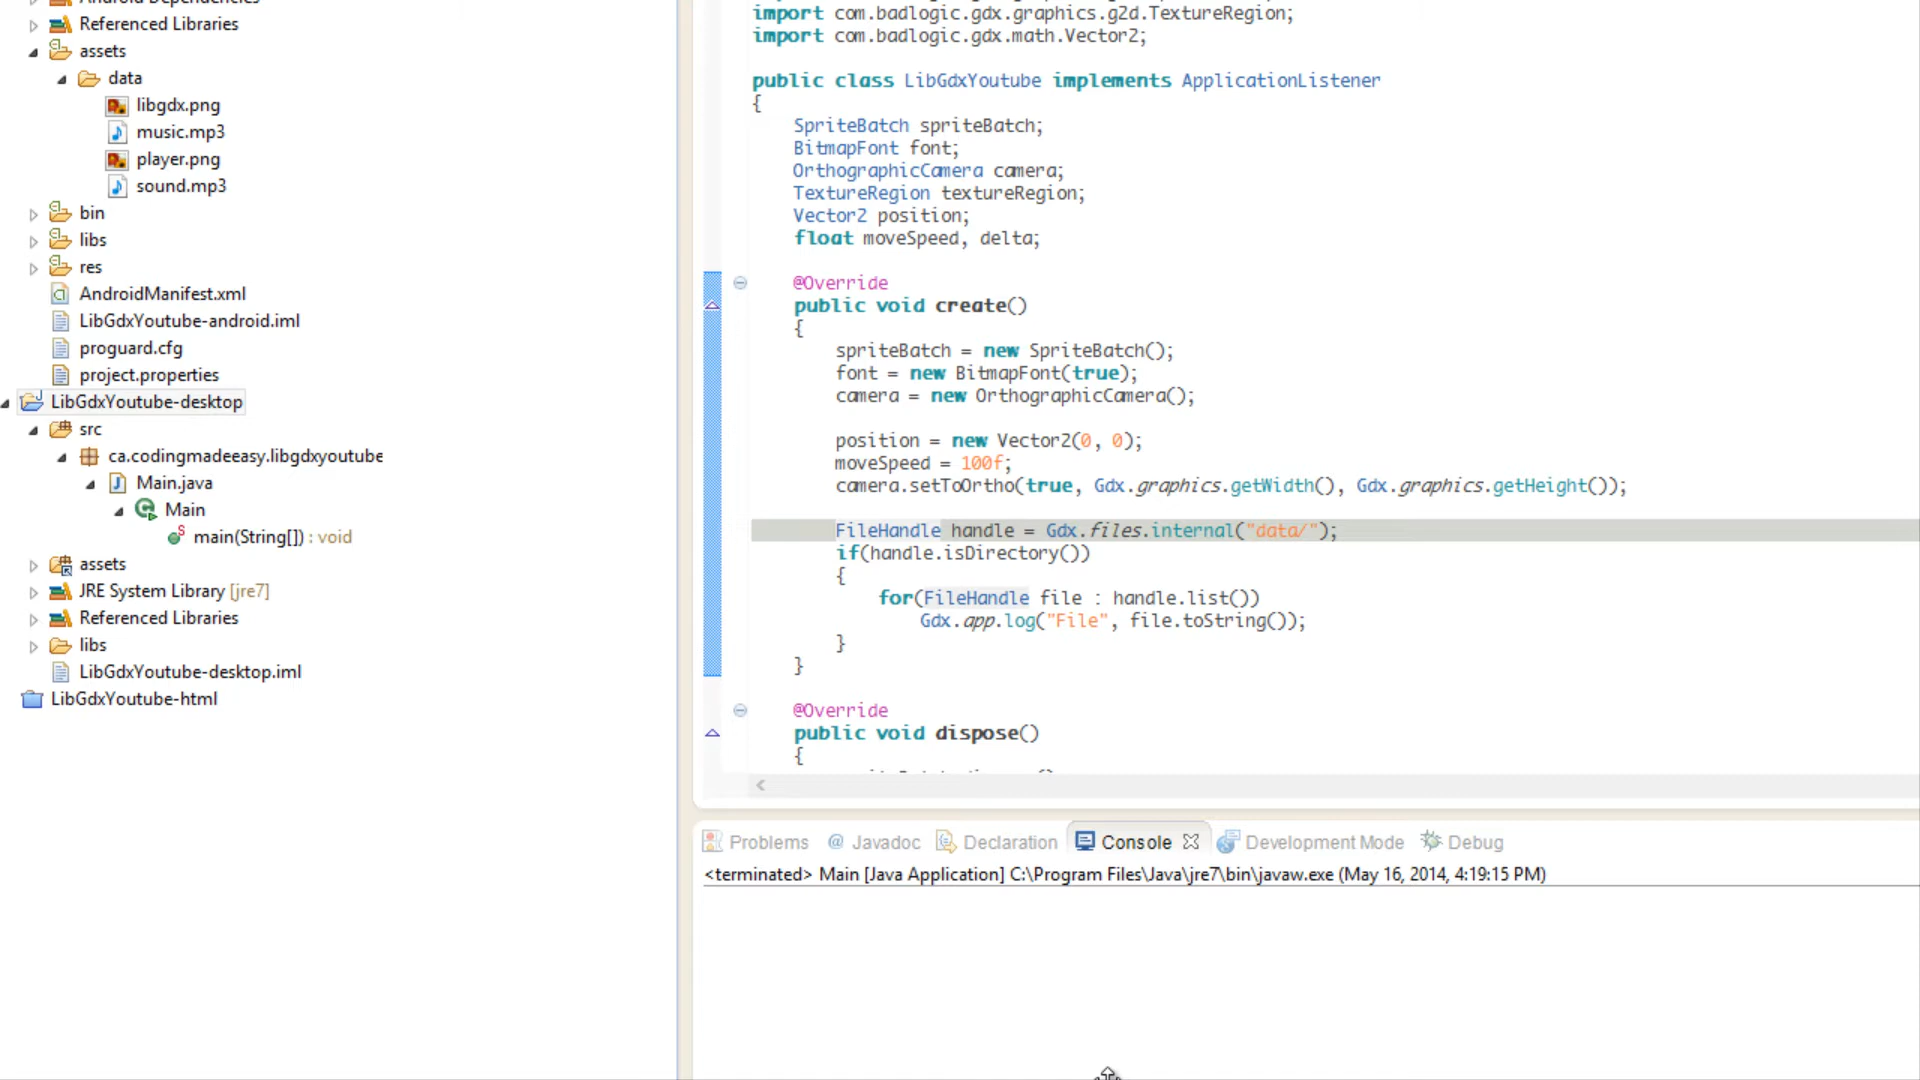 Android Dependencies
Referenced Libraries
assets
data
libgdx.png
music.mp3
player.png
sound.mp3
bin
libs
res
AndroidManifest.xml
LibGdxYoutube-android.iml
proguard.cfg
project.properties
LibGdxYoutube-desktop
src
ca.codingmadeeasy.libgdxyoutube
Main.java
Main
main(String[]) : void
assets
JRE System Library [jre7]
Referenced Libraries
libs
LibGdxYoutube-desktop.iml
LibGdxYoutube-html
import com.badlogic.gdx.graphics.g2d.TextureRegion;
import com.badlogic.gdx.math.Vector2;
public class LibGdxYoutube implements ApplicationListener
{
SpriteBatch spriteBatch;
BitmapFont font;
OrthographicCamera camera;
TextureRegion textureRegion;
Vector2 position;
float moveSpeed, delta;
@Override
public void create()
{
spriteBatch = new SpriteBatch();
font = new BitmapFont(true);
camera = new OrthographicCamera();
position = new Vector2(0, 0);
moveSpeed = 100f;
camera.setToOrtho(true, Gdx.graphics.getWidth(), Gdx.graphics.getHeight());
FileHandle handle = Gdx.files.internal("data/");
if(handle.isDirectory())
{
for(FileHandle file : handle.list())
Gdx.app.log("File", file.toString());
}
}
@Override
public void dispose()
{
Problems @ Javadoc Declaration Console Development Mode Debug
<terminated> Main [Java Application] C:\Program Files\Java\jre7\bin\javaw.exe (May 16, 2014, 4:19:15 PM)